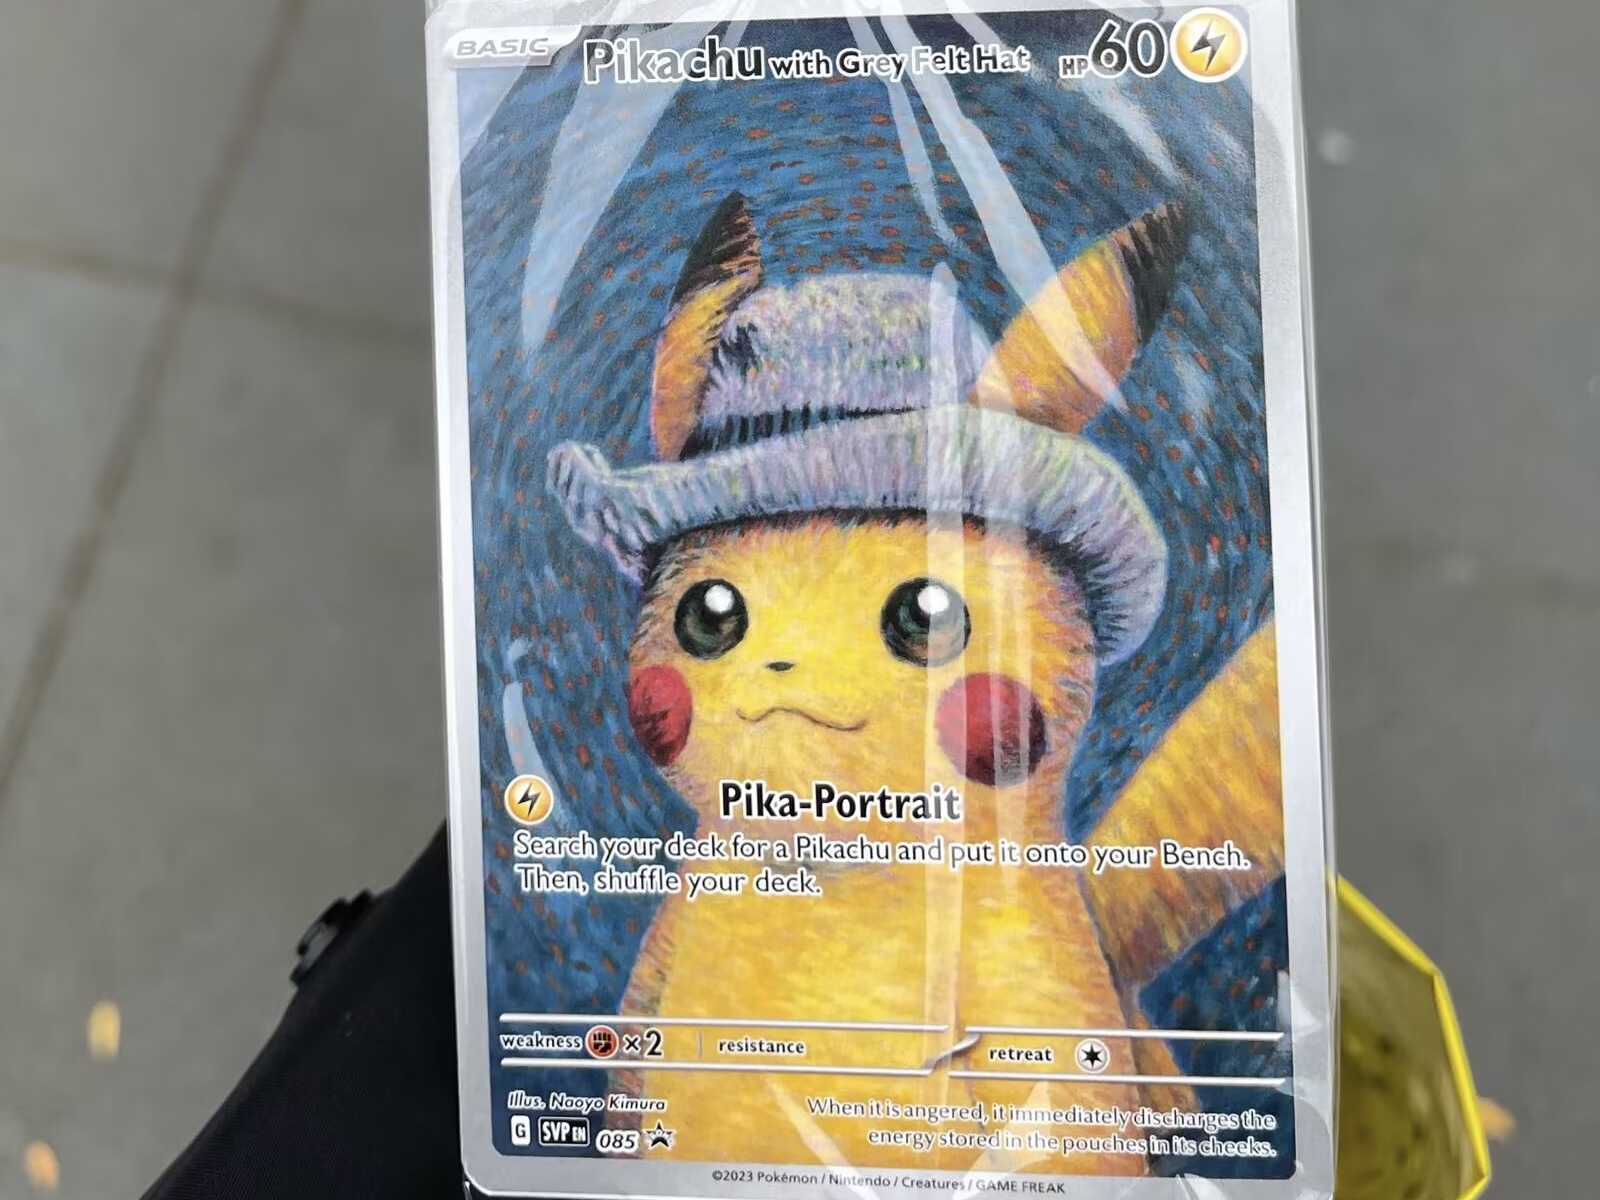 BASIC Pikachu with Grey Felt Hat HP60
Pika-Portrait
Search your deck for a Pikachu and put it onto your Bench.
Then, shuffle your deck.
weakness ×2 resistance retreat
Illus. Naoyo Kimura
G SVP EN 085
When it is angered, it immediately discharges the
energy stored in the pouches in its cheeks.
©2023 Pokémon / Nintendo / Creatures / GAME FREAK